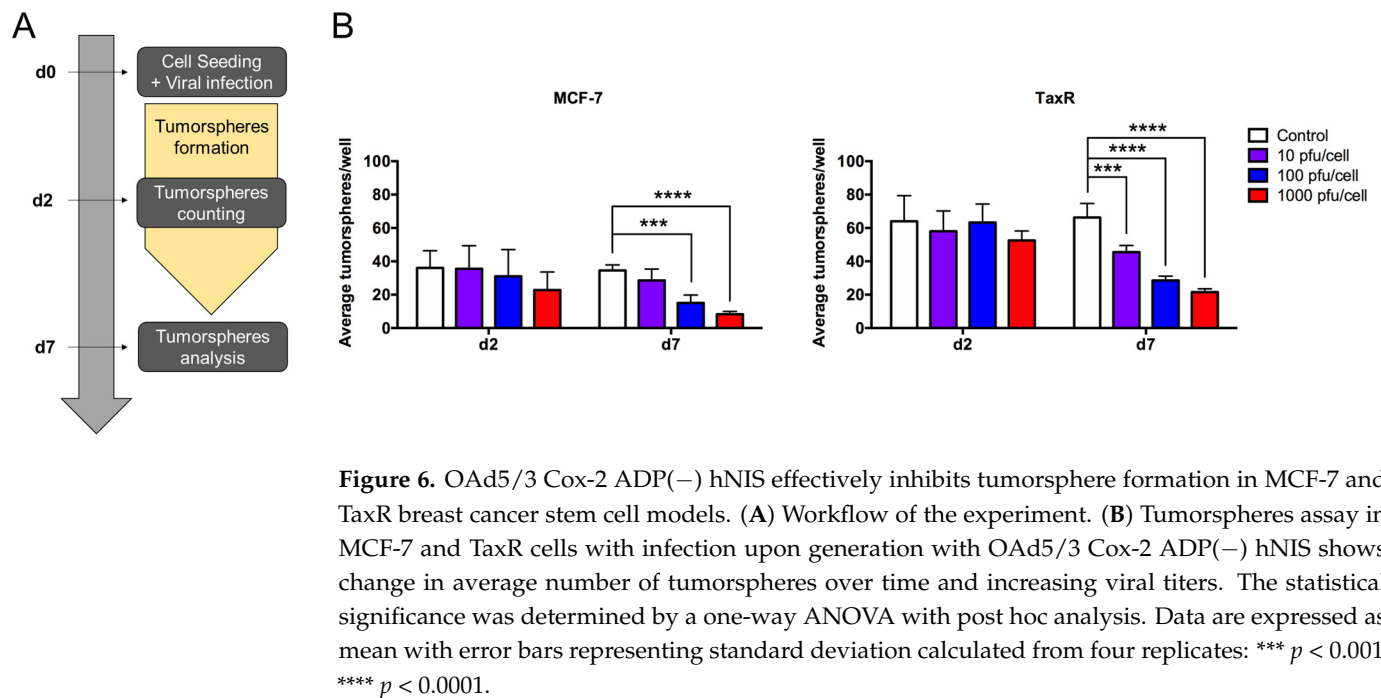 A
d0
Cell Seeding
+ Viral infection
Tumorspheres
formation
d2
Tumorspheres
counting
d7
Tumorspheres
analysis
B
MCF-7
Average tumorspheres/well
100
80
60
40
20
0
d2
d7
***
****
TaxR
Average tumorspheres/well
100
80
60
40
20
0
d2
d7
***
****
****
Control
10 pfu/cell
100 pfu/cell
1000 pfu/cell
Figure 6. OAd5/3 Cox-2 ADP(−) hNIS effectively inhibits tumorsphere formation in MCF-7 and
TaxR breast cancer stem cell models. (A) Workflow of the experiment. (B) Tumorspheres assay in
MCF-7 and TaxR cells with infection upon generation with OAd5/3 Cox-2 ADP(−) hNIS shows
change in average number of tumorspheres over time and increasing viral titers. The statistical
significance was determined by a one-way ANOVA with post hoc analysis. Data are expressed as
mean with error bars representing standard deviation calculated from four replicates: *** p < 0.001
**** p < 0.0001.